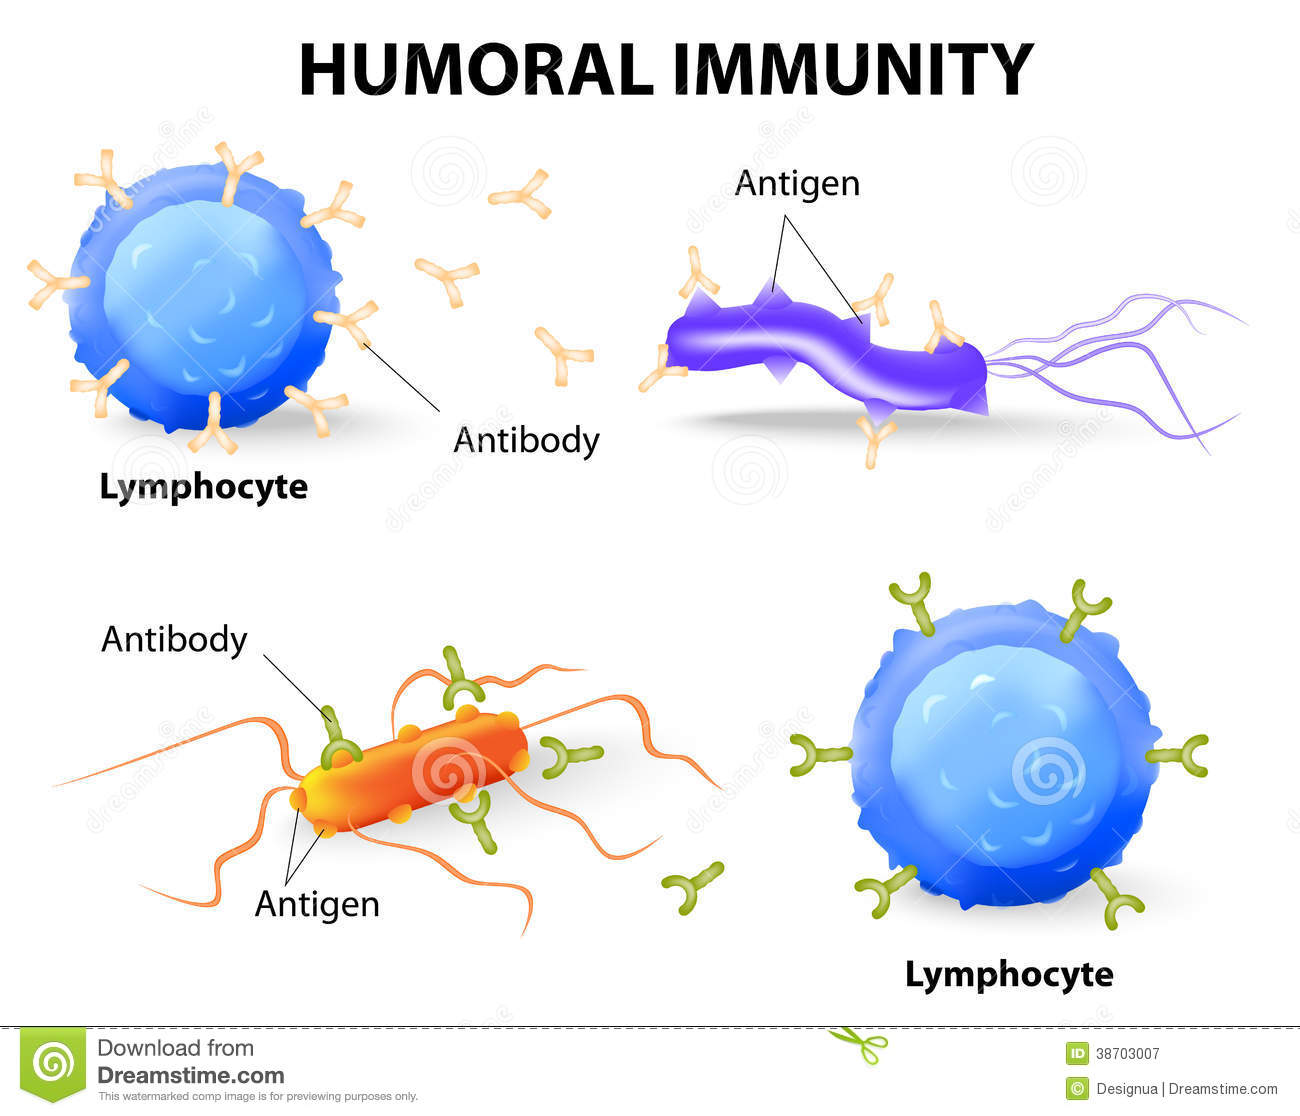 HUMORAL IMMUNITY
Antigen
Antibody
Lymphocyte
Antibody
Antigen
Lymphocyte
Download from
Dreamstime.com
This watermarked comp image is for previewing purposes only.
ID 38703007
© Designua | Dreamstime.com
dreamstime